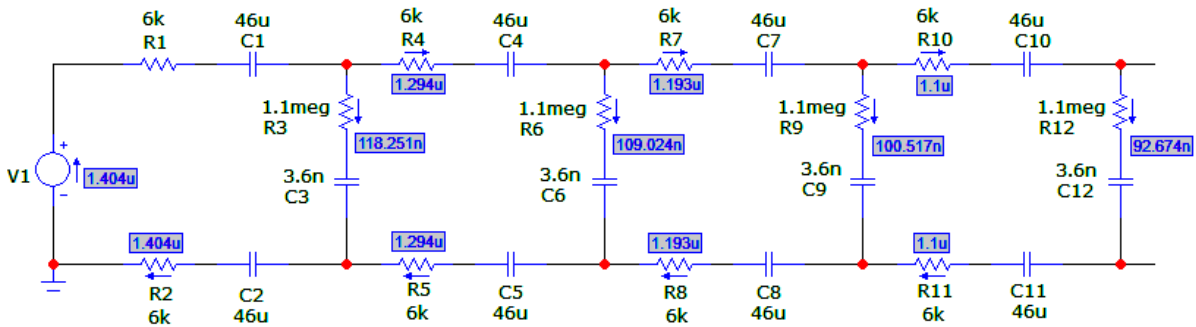 6k
R1
46u
C1
6k
R4
1.294u
46u
C4
6k
R7
1.193u
46u
C7
6k
R10
1.1u
46u
C10
1.1meg
R3
118.251n
3.6n
C3
1.1meg
R6
109.024n
3.6n
C6
1.1meg
R9
100.517n
3.6n
C9
1.1meg
R12
92.674n
3.6n
C12
V1
+
-
1.404u
1.404u
R2
6k
C2
46u
1.294u
R5
6k
C5
46u
1.193u
R8
6k
C8
46u
1.1u
R11
6k
C11
46u